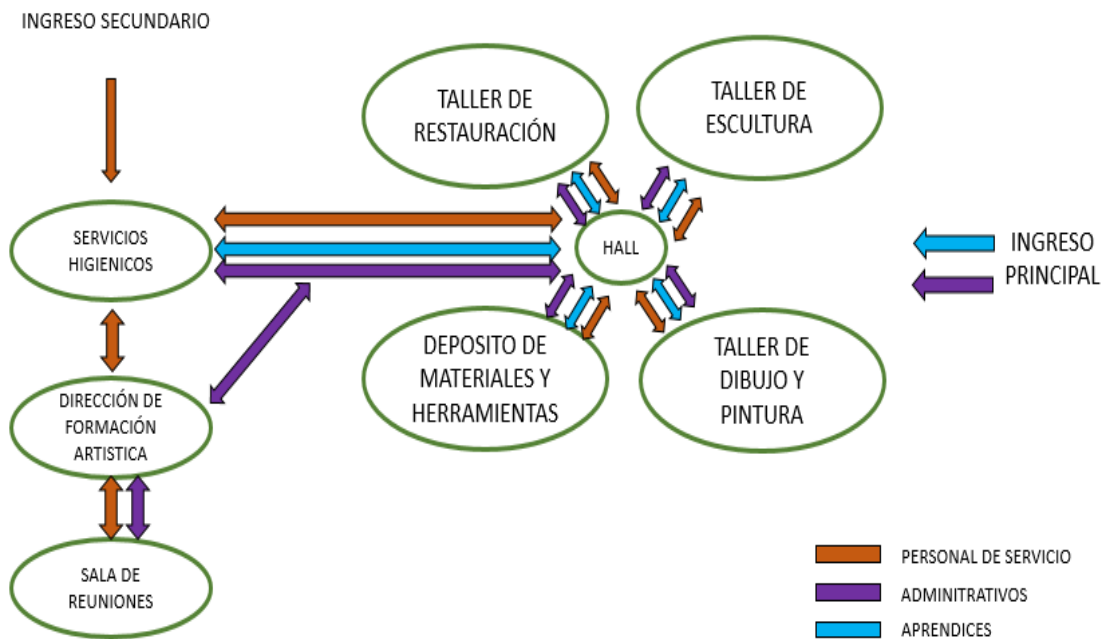 INGRESO SECUNDARIO
TALLER DE
RESTAURACIÓN
TALLER DE
ESCULTURA
SERVICIOS
HIGIENICOS
HALL
INGRESO
PRINCIPAL
DEPOSITO DE
MATERIALES Y
HERRAMIENTAS
TALLER DE
DIBUJO Y
PINTURA
DIRECCIÓN DE
FORMACIÓN
ARTISTICA
SALA DE
REUNIONES
PERSONAL DE SERVICIO
ADMINITRATIVOS
APRENDICES